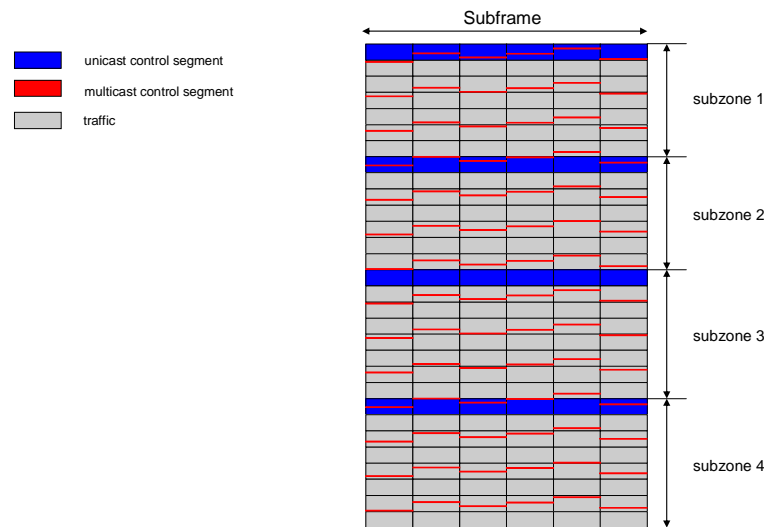 Subframe
unicast control segment
multicast control segment
traffic
subzone 1
subzone 2
subzone 3
subzone 4